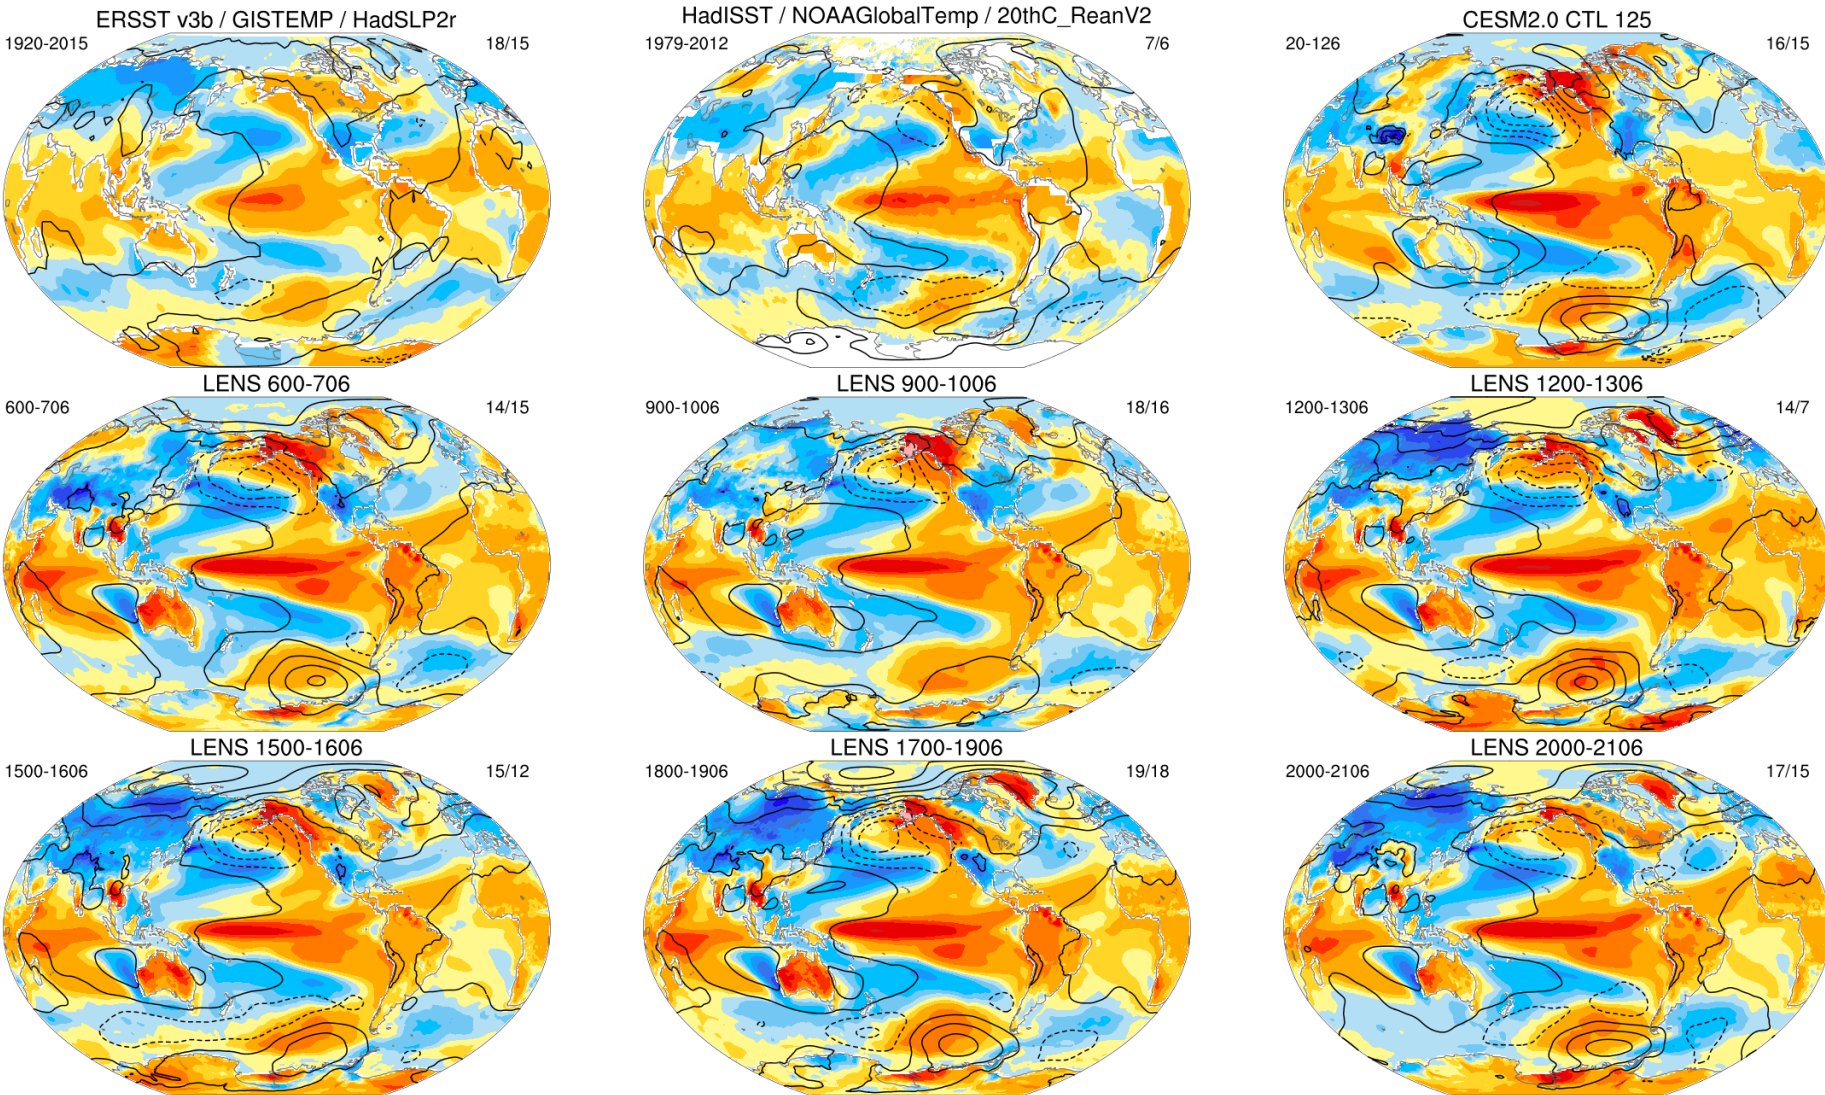 ERSST v3b / GISTEMP / HadSLP2r
1920-2015
18/15
HadISST / NOAAGlobalTemp / 20thC_ReanV2
1979-2012
7/6
CESM2.0 CTL 125
20-126
16/15
LENS 600-706
600-706
14/15
LENS 900-1006
900-1006
18/16
LENS 1200-1306
1200-1306
14/7
LENS 1500-1606
1500-1606
15/12
LENS 1700-1906
1800-1906
19/18
LENS 2000-2106
2000-2106
17/15